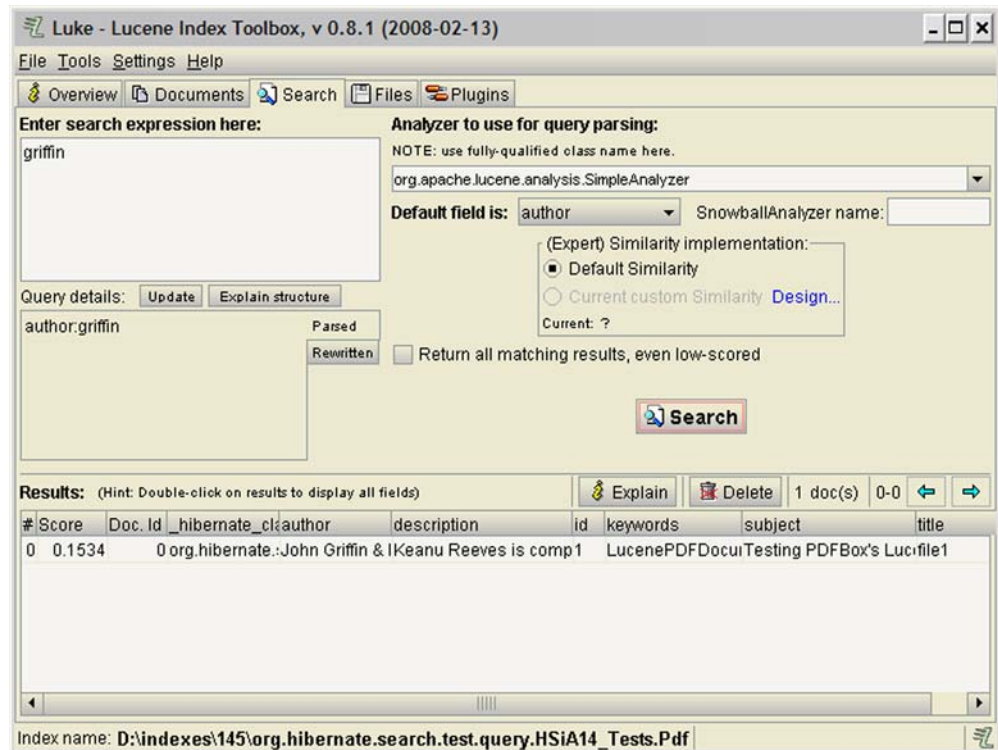 Luke - Lucene Index Toolbox, v 0.8.1 (2008-02-13)
File Tools Settings Help
Overview Documents Search Files Plugins
Enter search expression here:
griffin
Analyzer to use for query parsing:
NOTE: use fully-qualified class name here.
org.apache.lucene.analysis.SimpleAnalyzer
Default field is: author SnowballAnalyzer name:
(Expert) Similarity implementation:
Default Similarity
Current custom Similarity Design...
Current: ?
Query details: Update Explain structure
author:griffin
Parsed
Rewritten
Return all matching results, even low-scored
Search
Results: (Hint: Double-click on results to display all fields) Explain Delete 1 doc(s) 0-0
# Score Doc. Id _hibernate_cla author description id keywords subject title
0 0.1534 0 org.hibernate. John Griffin & Keanu Reeves is comp 1 LucenePDFDocu Testing PDFBox's Luc file1
Index name: D:\indexes\145\org.hibernate.search.test.query.HSiA14_Tests.Pdf